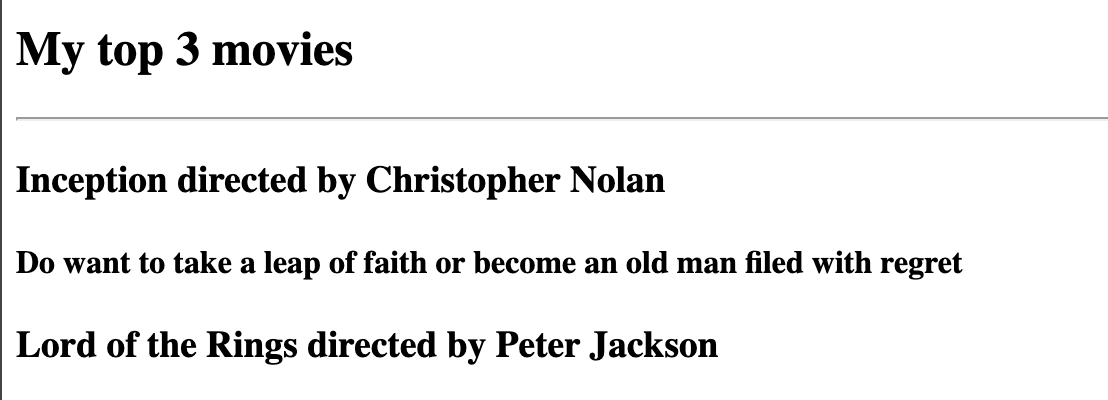 My top 3 movies
Inception directed by Christopher Nolan
Do want to take a leap of faith or become an old man filed with regret
Lord of the Rings directed by Peter Jackson